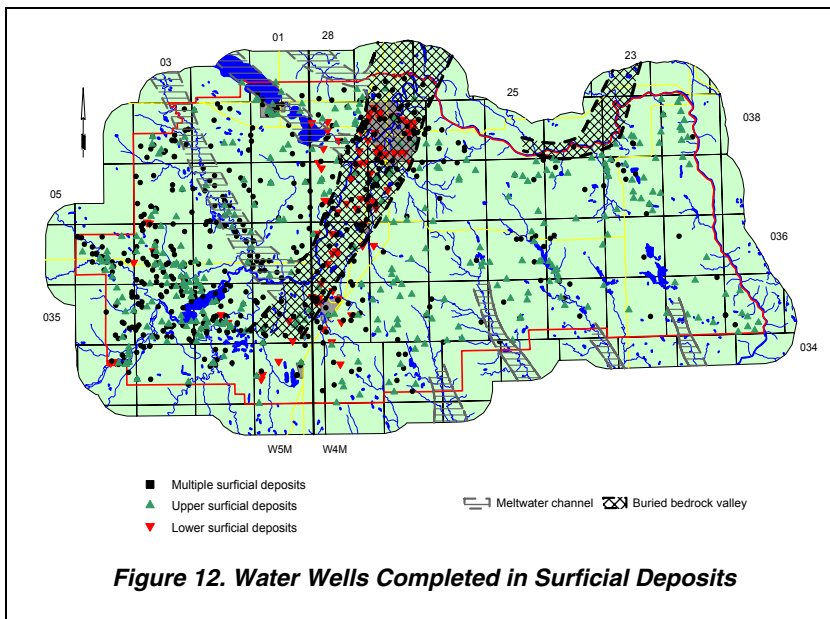 01
28
03
23
25
038
05
036
035
034
W5M
W4M
Multiple surficial deposits
Upper surficial deposits
Lower surficial deposits
Meltwater channel
Buried bedrock valley
Figure 12. Water Wells Completed in Surficial Deposits